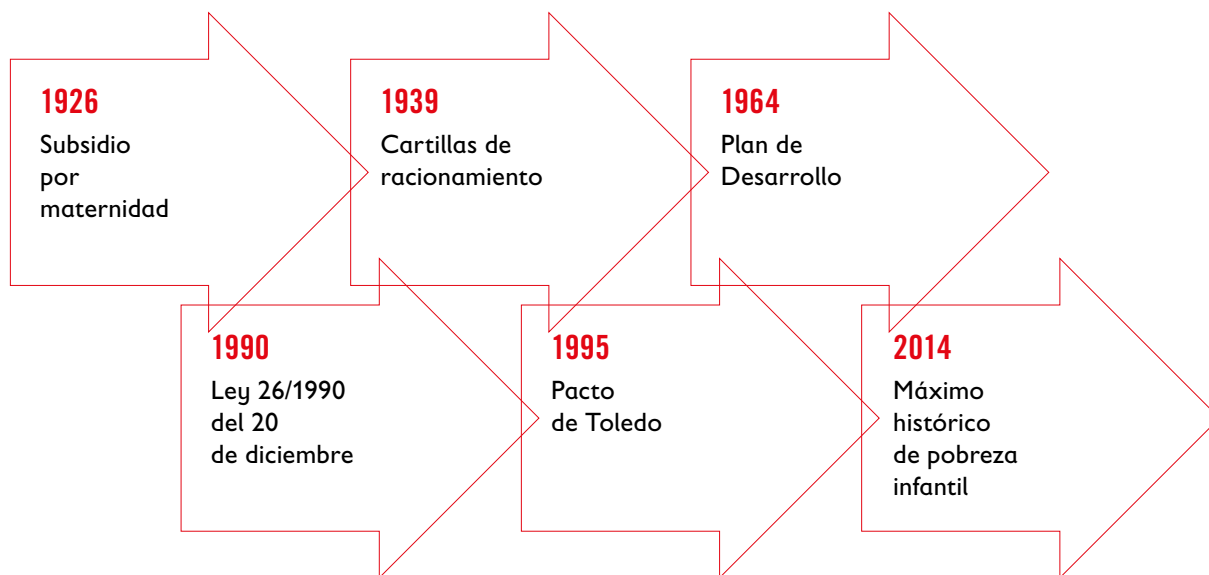 1926
Subsidio
por
maternidad
1939
Cartillas de
racionamiento
1964
Plan de
Desarrollo
1990
Ley 26/1990
del 20
de diciembre
1995
Pacto
de Toledo
2014
Máximo
histórico
de pobreza
infantil